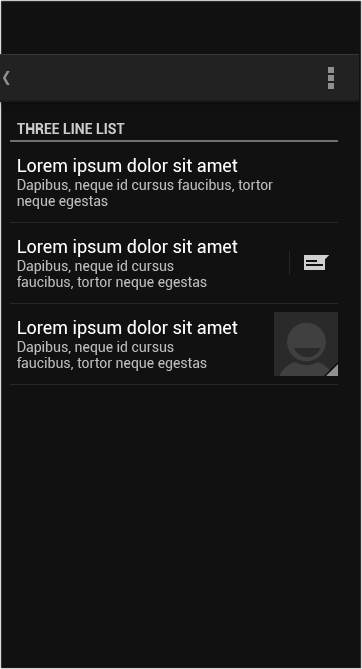 THREE LINE LIST
Lorem ipsum dolor sit amet
Dapibus, neque id cursus faucibus, tortor
neque egestas
Lorem ipsum dolor sit amet
Dapibus, neque id cursus
faucibus, tortor neque egestas
Lorem ipsum dolor sit amet
Dapibus, neque id cursus
faucibus, tortor neque egestas